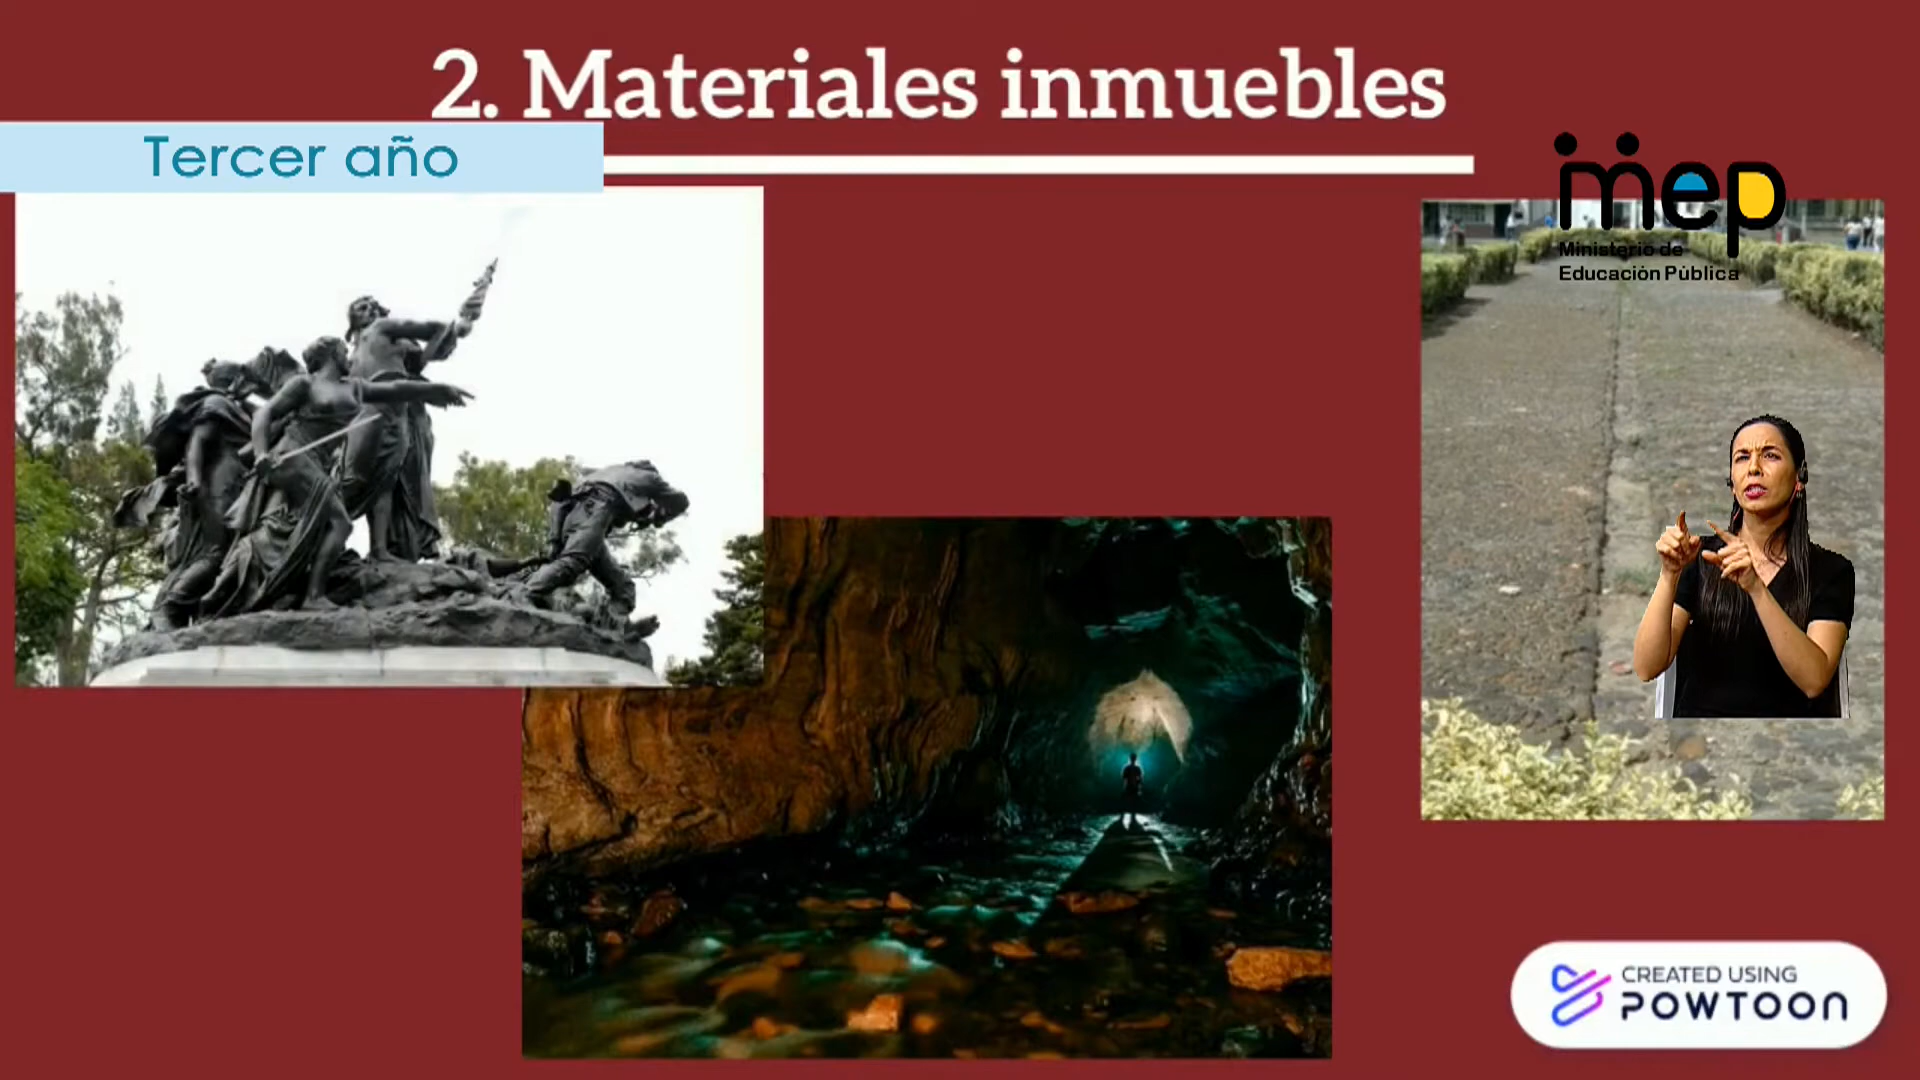 2. Materiales inmuebles
Tercer año
mep
Ministerio de
Educación Pública
CREATED USING
POWTOON